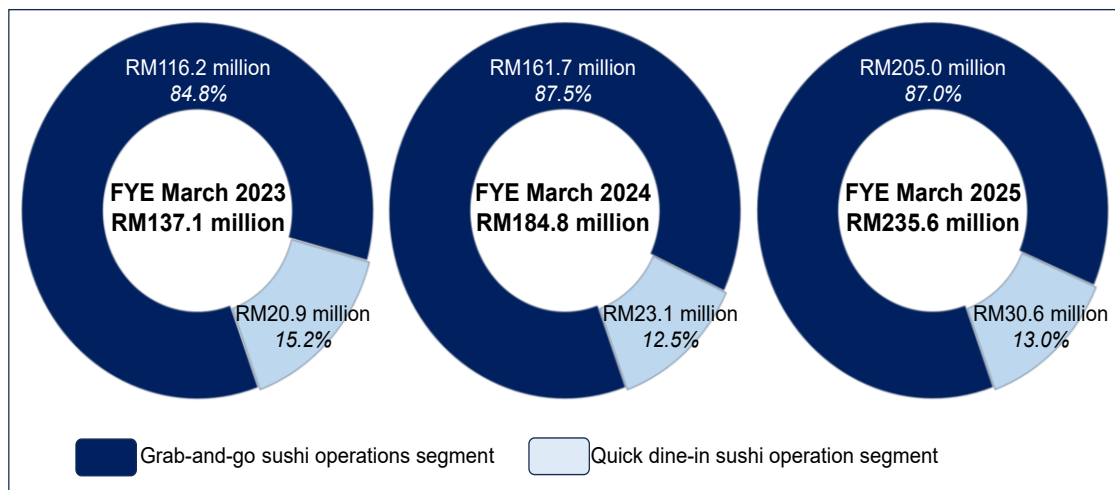 RM116.2 million
84.8%
FYE March 2023
RM137.1 million
RM20.9 million
15.2%
RM161.7 million
87.5%
FYE March 2024
RM184.8 million
RM23.1 million
12.5%
RM205.0 million
87.0%
FYE March 2025
RM235.6 million
RM30.6 million
13.0%
Grab-and-go sushi operations segment
Quick dine-in sushi operation segment